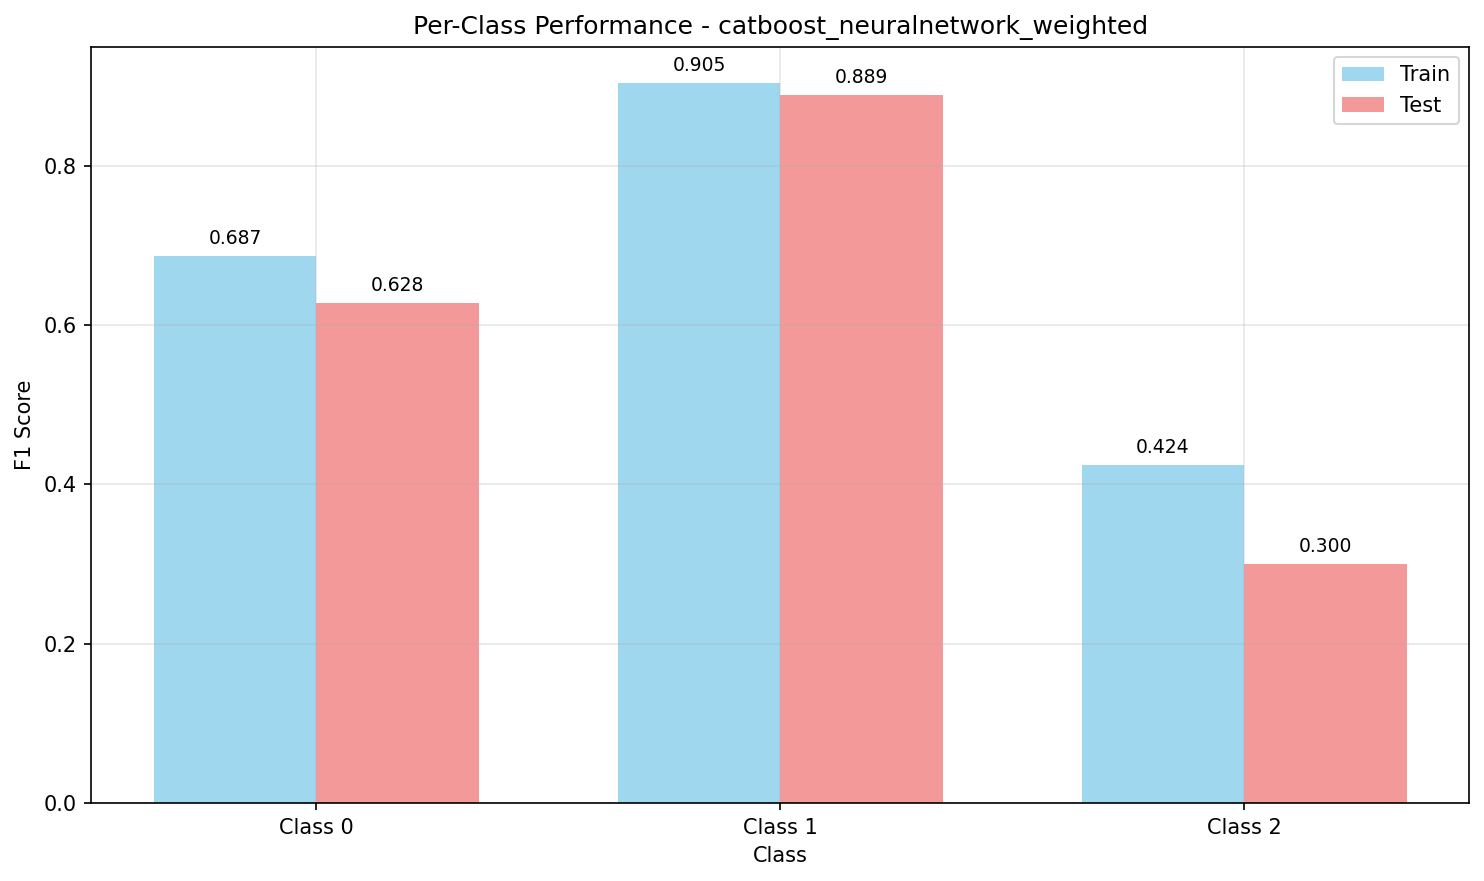 Per-Class Performance - catboost_neuralnetwork_weighted
Train
Test
0.905
0.889
0.687
0.628
0.424
0.300
F1 Score
0.8
0.6
0.4
0.2
0.0
Class 0
Class 1
Class 2
Class